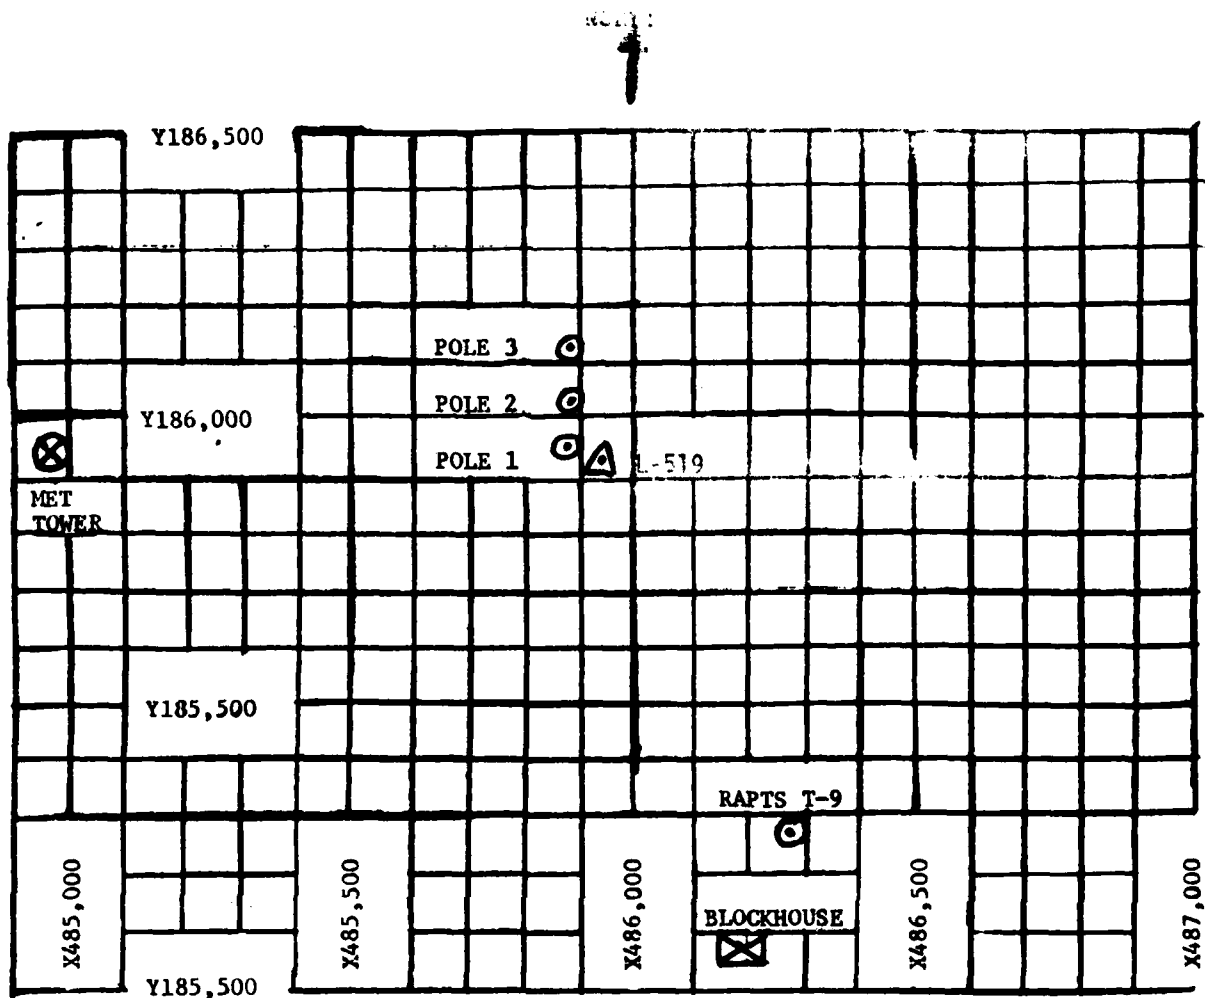 Y186,500
POLE 3
POLE 2
Y186,000
POLE 1
L-519
MET
TOWER
Y185,500
RAPTS T-9
X485,000
X485,500
X486,000
BLOCKHOUSE
X486,500
X487,000
Y185,500